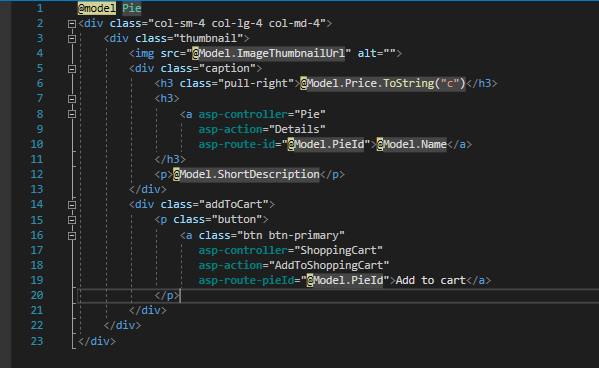 1 @model Pie
2 <div class="col-sm-4 col-lg-4 col-md-4">
3     <div class="thumbnail">
4         <img src="@Model.ImageThumbnailUrl" alt="">
5         <div class="caption">
6             <h3 class="pull-right">@Model.Price.ToString("c")</h3>
7             <h3>
8                 <a asp-controller="Pie"
9                    asp-action="Details"
10                    asp-route-id="@Model.PieId">@Model.Name</a>
11             </h3>
12             <p>@Model.ShortDescription</p>
13         </div>
14         <div class="addToCart">
15             <p class="button">
16                 <a class="btn btn-primary"
17                    asp-controller="ShoppingCart"
18                    asp-action="AddToShoppingCart"
19                    asp-route-pieId="@Model.PieId">Add to cart</a>
20             </p>
21         </div>
22     </div>
23 </div>